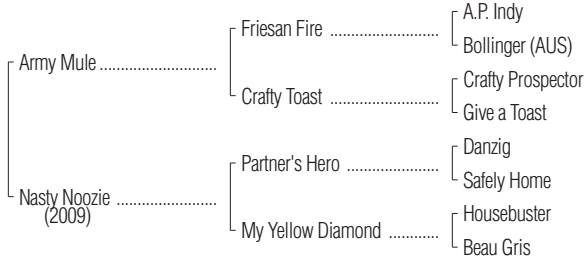 A.P. Indy
Friesan Fire ........................
Bollinger (AUS)
Army Mule ..........................
Crafty Prospector
Crafty Toast ........................
Give a Toast
Danzig
Partner's Hero ....................
Safely Home
Nasty Noozie ......................
(2009)
Housebuster
My Yellow Diamond ...........
Beau Gris